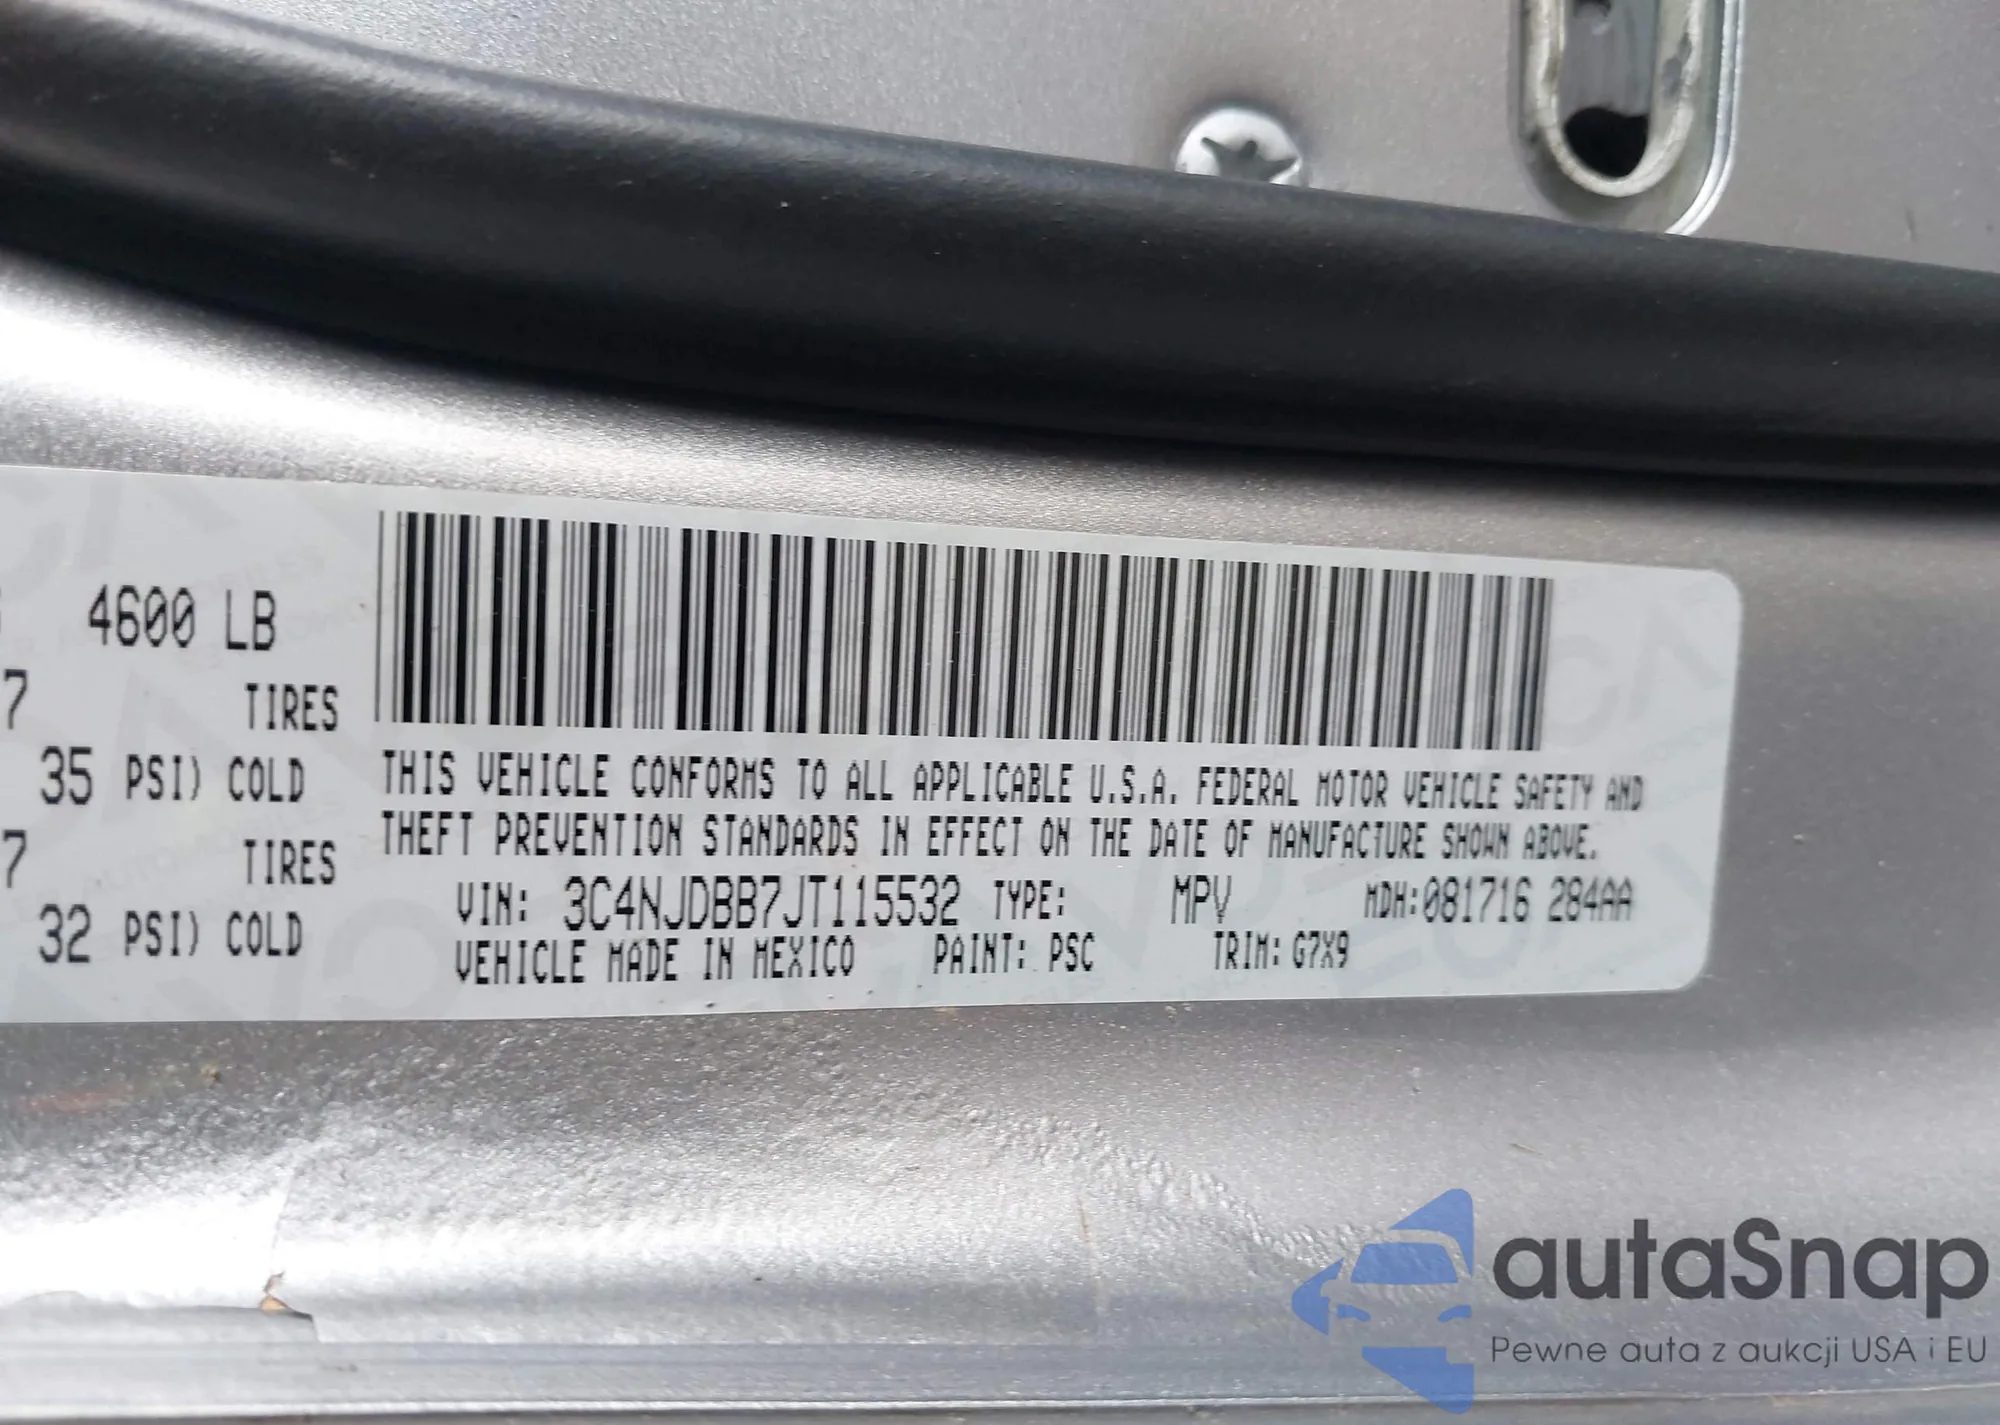 4600 LB
7 TIRES
35 PSI) COLD
7 TIRES
32 PSI) COLD
THIS VEHICLE CONFORMS TO ALL APPLICABLE U.S.A. FEDERAL MOTOR VEHICLE SAFETY AND
THEFT PREVENTION STANDARDS IN EFFECT ON THE DATE OF MANUFACTURE SHOWN ABOVE.
VIN: 3C4NJDBB7JT115532 TYPE: MPV MDH:081716 284AA
VEHICLE MADE IN MEXICO PAINT: PSC TRIM: G7X9
autaSnap
Pewne auta z aukcji USA i EU